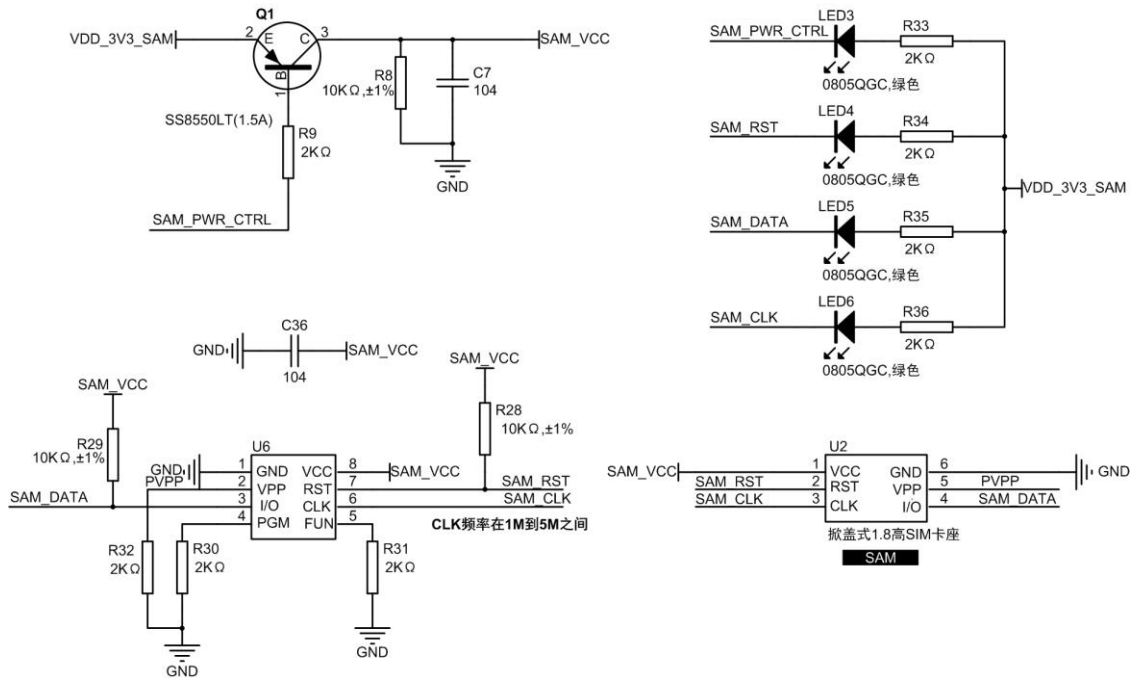 Q1
VDD_3V3_SAM
2
E
C
3
SAM_VCC
B
1
R8
10KΩ,±1%
C7
104
SS8550LT(1.5A)
R9
2KΩ
GND
SAM_PWR_CTRL
LED3
SAM_PWR_CTRL
R33
2KΩ
0805QGC,绿色
LED4
SAM_RST
R34
2KΩ
0805QGC,绿色
VDD_3V3_SAM
LED5
SAM_DATA
R35
2KΩ
0805QGC,绿色
LED6
SAM_CLK
R36
2KΩ
0805QGC,绿色
C36
GND
SAM_VCC
104
SAM_VCC
R29
10KΩ,±1%
SAM_VCC
R28
10KΩ,±1%
U6
GND
1
GND
VCC
8
SAM_VCC
PVPP
2
VPP
RST
7
SAM_RST
SAM_DATA
3
I/O
CLK
6
SAM_CLK
4
PGM
FUN
5
CLK频率在1M到5M之间
R32
2KΩ
R30
2KΩ
R31
2KΩ
GND
GND
U2
SAM_VCC
1
VCC
GND
6
GND
SAM_RST
2
RST
VPP
5
PVPP
SAM_CLK
3
CLK
I/O
4
SAM_DATA
掀盖式1.8高SIM卡座
SAM